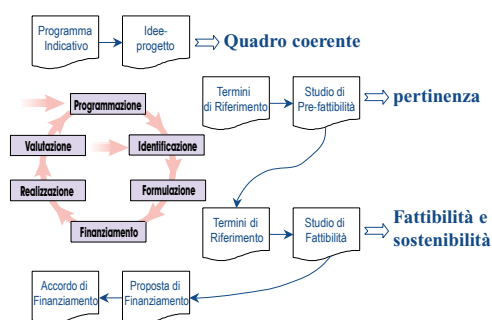 Programma
Indicativo
Idee-
progetto
Quadro coerente
Termini
di Riferimento
Studio di
Pre-fattibilità
pertinenza
Programmazione
Valutazione
Identificazione
Realizzazione
Formulazione
Finanziamento
Termini di
Riferimento
Studio di
Fattibilità
Fattibilità e
sostenibilità
Accordo di
Finanziamento
Proposta di
Finanziamento